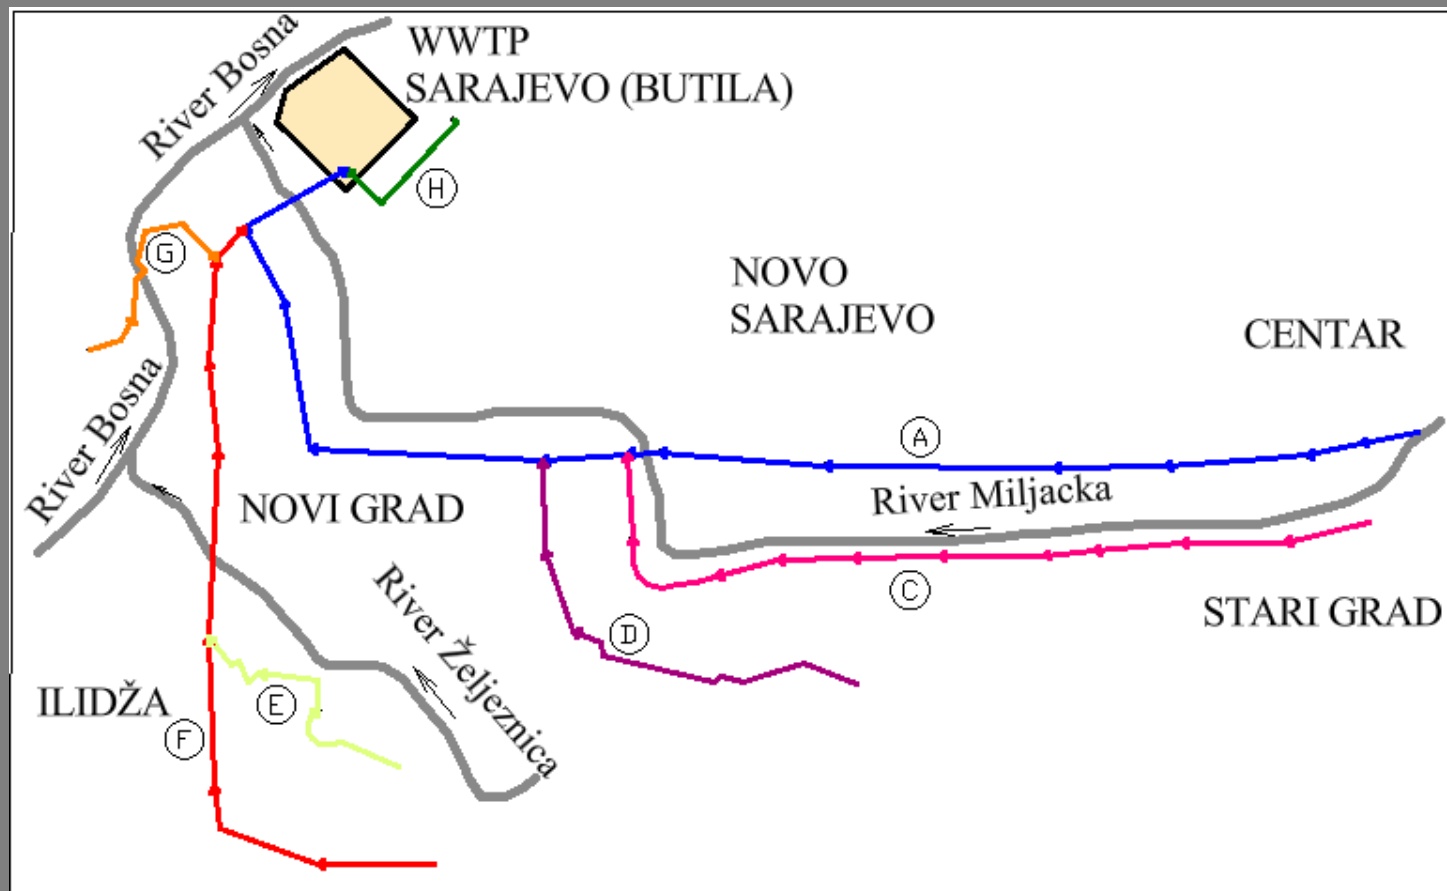 River Bosna
WWTP
SARAJEVO (BUTILA)
H
G
NOVO
SARAJEVO
CENTAR
River Bosna
A
River Miljacka
NOVI GRAD
C
STARI GRAD
River Željeznica
D
ILIDŽA
E
F